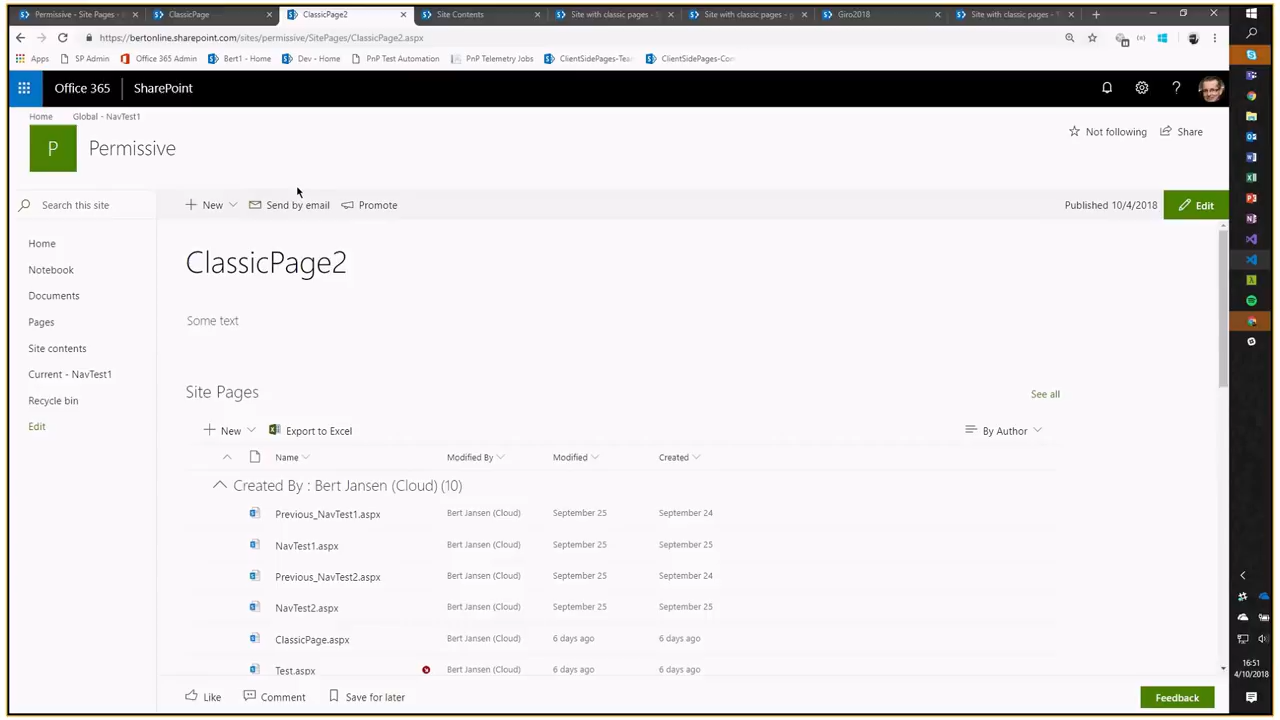 Permissive - Site Pages -
ClassicPage
ClassicPage2
Site Contents
Site with classic pages -
Site with classic pages - p
Giro2018
Site with classic pages -
https://bertonline.sharepoint.com/sites/permissive/SitePages/ClassicPage2.aspx
Apps
SP Admin
Office 365 Admin
Bert1 - Home
Dev - Home
PnP Test Automation
PnP Telemetry Jobs
ClientSidePages-Tea
ClientSidePages-Co
Office 365
SharePoint
Home
Global - NavTest1
P
Permissive
Not following
Share
Search this site
New
Send by email
Promote
Published 10/4/2018
Edit
Home
Notebook
Documents
Pages
Site contents
Current - NavTest1
Recycle bin
Edit
ClassicPage2
Some text
Site Pages
See all
New
Export to Excel
By Author
Name Modified By Modified Created
Created By : Bert Jansen (Cloud) (10)
Previous_NavTest1.aspx Bert Jansen (Cloud) September 25 September 24
NavTest1.aspx Bert Jansen (Cloud) September 25 September 25
Previous_NavTest2.aspx Bert Jansen (Cloud) September 25 September 24
NavTest2.aspx Bert Jansen (Cloud) September 25 September 25
ClassicPage.aspx Bert Jansen (Cloud) 6 days ago 6 days ago
Test.aspx Bert Jansen (Cloud) 6 days ago 6 days ago
Like
Comment
Save for later
Feedback
16:51
4/10/2018